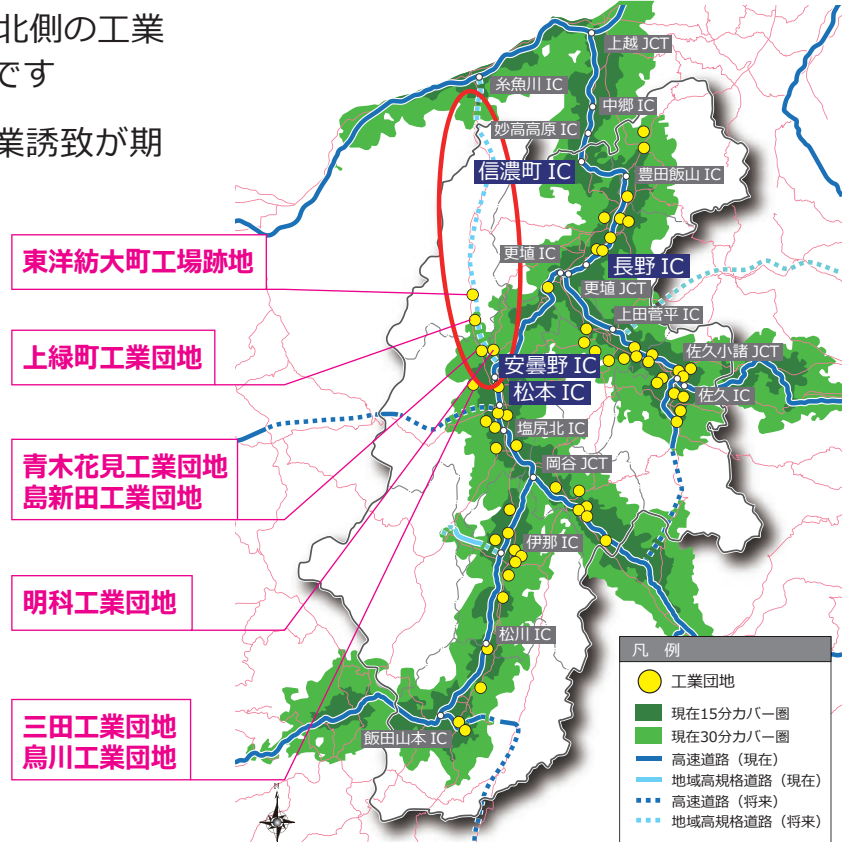 北側の工業
です
業誘致が期
東洋紡大町工場跡地
上緑町工業団地
青木花見工業団地
島新田工業団地
明科工業団地
三田工業団地
烏川工業団地
上越 JCT
糸魚川 IC
中郷 IC
妙高高原 IC
信濃町 IC
豊田飯山 IC
更埴 IC
長野 IC
更埴 JCT
上田菅平 IC
佐久小諸 JCT
安曇野 IC
佐久 IC
松本 IC
塩尻北 IC
岡谷 JCT
伊那 IC
松川 IC
飯田山本 IC
凡 例
工業団地
現在15分カバー圏
現在30分カバー圏
高速道路（現在）
地域高規格道路（現在）
高速道路（将来）
地域高規格道路（将来）